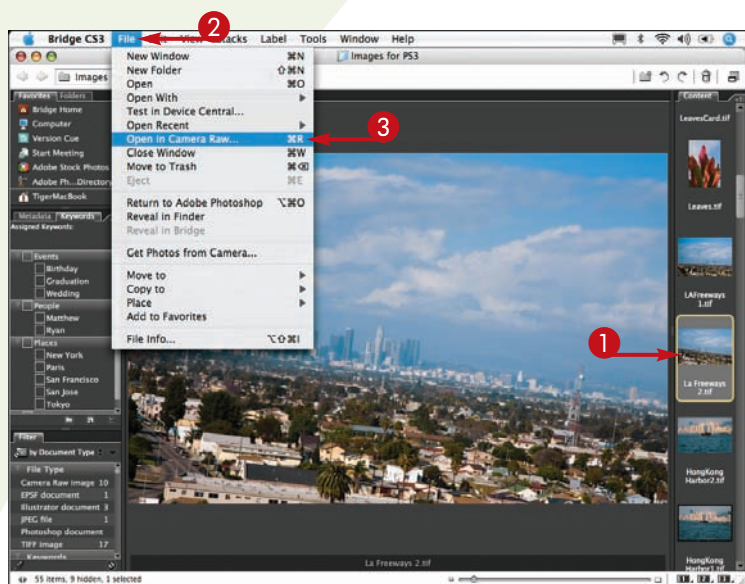 2
Bridge CS3 File View Stacks Label Tools Window Help
Images for PS3
Images
New Window ⌘N
New Folder ⇧⌘N
Open ⌘O
Open With
Test in Device Central...
Open Recent
Open in Camera Raw... ⌘R
3
Close Window ⌘W
Move to Trash ⌘⌫
Eject ⌘E
Return to Adobe Photoshop ⌥⌘O
Reveal in Finder
Reveal in Bridge
Get Photos from Camera...
Move to
Copy to
Place
Add to Favorites
File Info... ⌥⇧⌘I
Favorites Folders
Bridge Home
Computer
Version Cue
Start Meeting
Adobe Stock Photos
Adobe Ph...Directory
TigerMacBook
Metadata Keywords
Assigned Keywords:
Events
Birthday
Graduation
Wedding
People
Matthew
Ryan
Places
New York
Paris
San Francisco
San Jose
Tokyo
Filter
by Document Type
File Type
Camera Raw image 10
EPSF document 1
Illustrator document 3
JPEG file 1
Photoshop document
TIFF image 17
Keywords
Content
LeavesCard.tif
Leaves.tif
LAFreeways
1.tif
1
La Freeways
2.tif
HongKong
Harbor2.tif
HongKong
Harbor1.tif
La Freeways 2.tif
55 items, 9 hidden, 1 selected